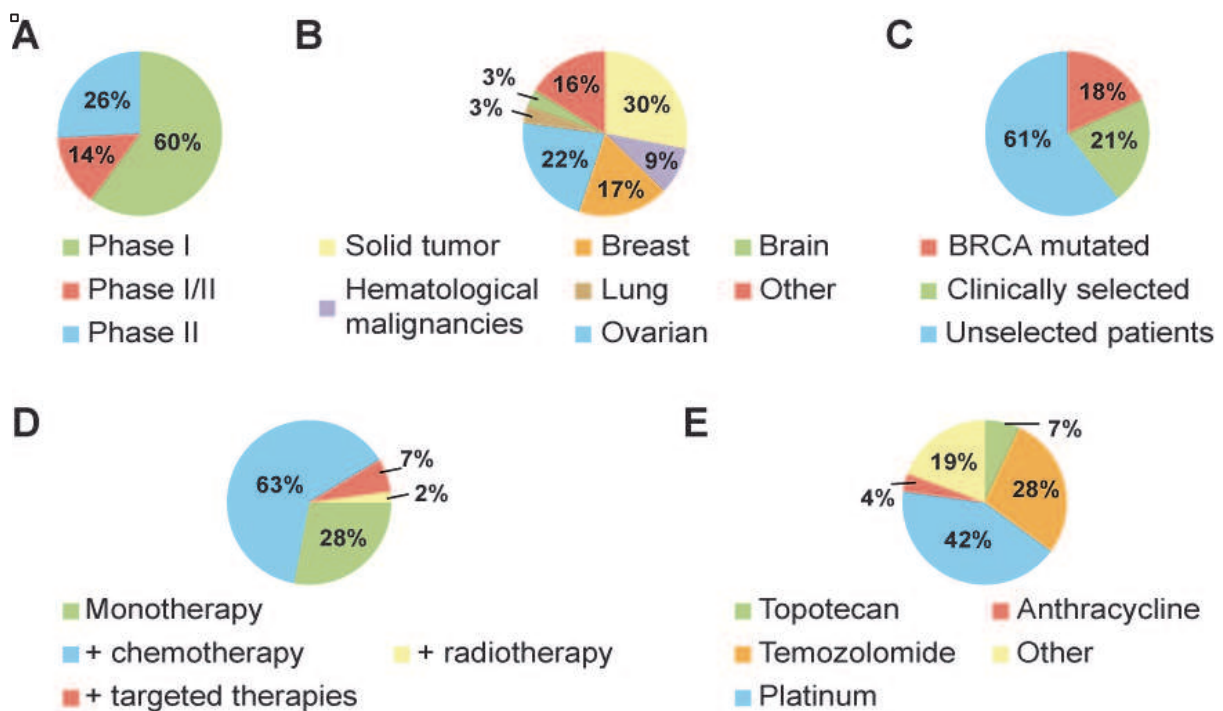 A
26%
14%
60%
Phase I
Phase I/II
Phase II
B
3%
3%
16%
30%
22%
9%
17%
Solid tumor
Hematological
malignancies
Breast
Lung
Ovarian
Brain
Other
C
18%
61%
21%
BRCA mutated
Clinically selected
Unselected patients
D
63%
7%
2%
28%
Monotherapy
+ chemotherapy
+ targeted therapies
+ radiotherapy
E
7%
19%
28%
4%
42%
Topotecan
Temozolomide
Platinum
Anthracycline
Other